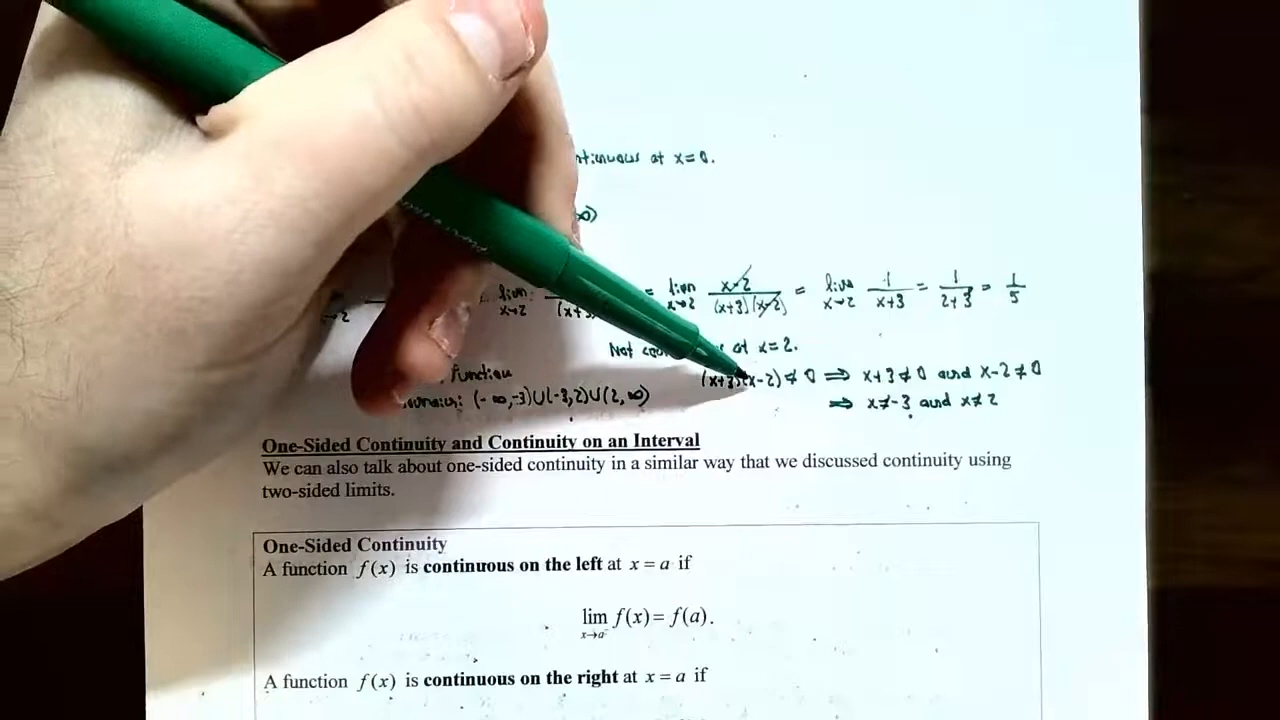 at x=0.
∞)
lim x→2 = lim x→2 x-2/(x+3)(x-2) = lim x→2 1/x+3 = 1/2+3 = 1/5
Not at x=2.
function (x+3)(x-2)≠0 ⇒ x+3≠0 and x-2≠0
(-∞,-3)∪(-3,2)∪(2,∞) ⇒ x≠-3 and x≠2
One-Sided Continuity and Continuity on an Interval
We can also talk about one-sided continuity in a similar way that we discussed continuity using
two-sided limits.
One-Sided Continuity
A function f(x) is continuous on the left at x = a if
lim x→a⁻ f(x) = f(a).
A function f(x) is continuous on the right at x = a if